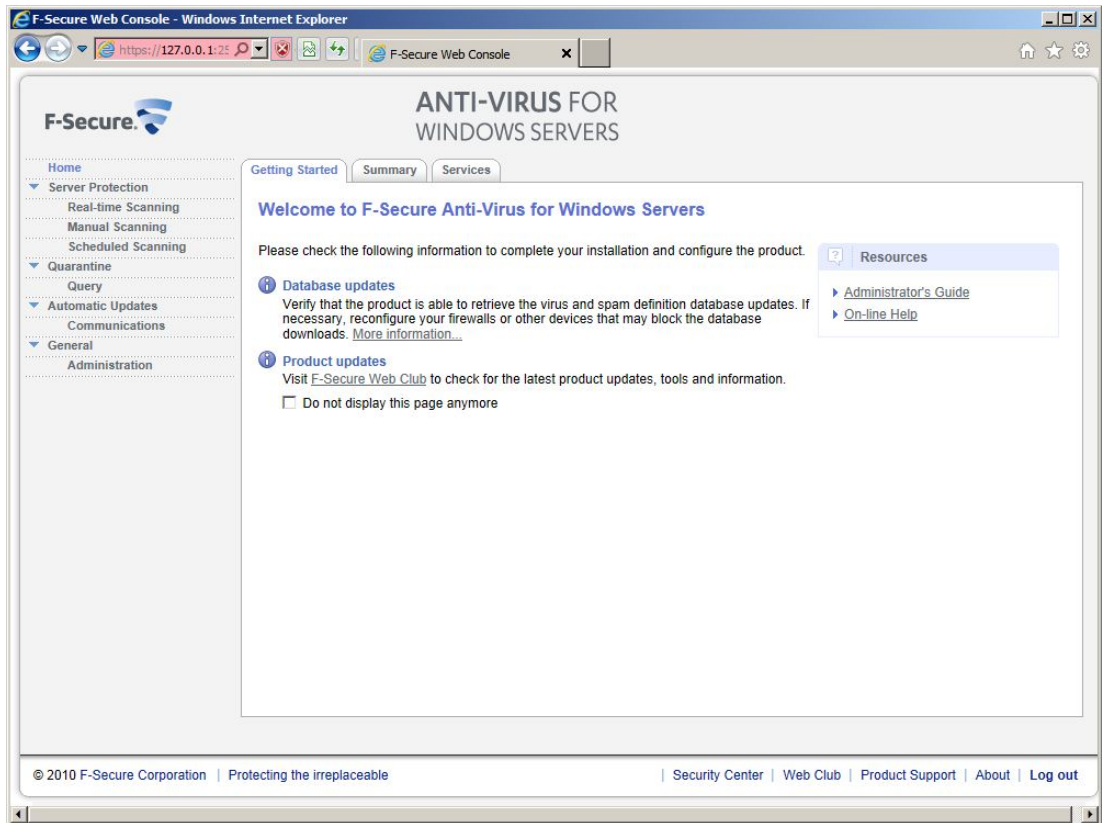 F-Secure Web Console - Windows Internet Explorer
https://127.0.0.1:25
F-Secure Web Console
F-Secure.
ANTI-VIRUS FOR
WINDOWS SERVERS
Home
Server Protection
Real-time Scanning
Manual Scanning
Scheduled Scanning
Quarantine
Query
Automatic Updates
Communications
General
Administration
Getting Started
Summary
Services
Welcome to F-Secure Anti-Virus for Windows Servers
Please check the following information to complete your installation and configure the product.
Database updates
Verify that the product is able to retrieve the virus and spam definition database updates. If
necessary, reconfigure your firewalls or other devices that may block the database
downloads. More information...
Product updates
Visit F-Secure Web Club to check for the latest product updates, tools and information.
Do not display this page anymore
Resources
Administrator's Guide
On-line Help
© 2010 F-Secure Corporation | Protecting the irreplaceable | Security Center | Web Club | Product Support | About | Log out